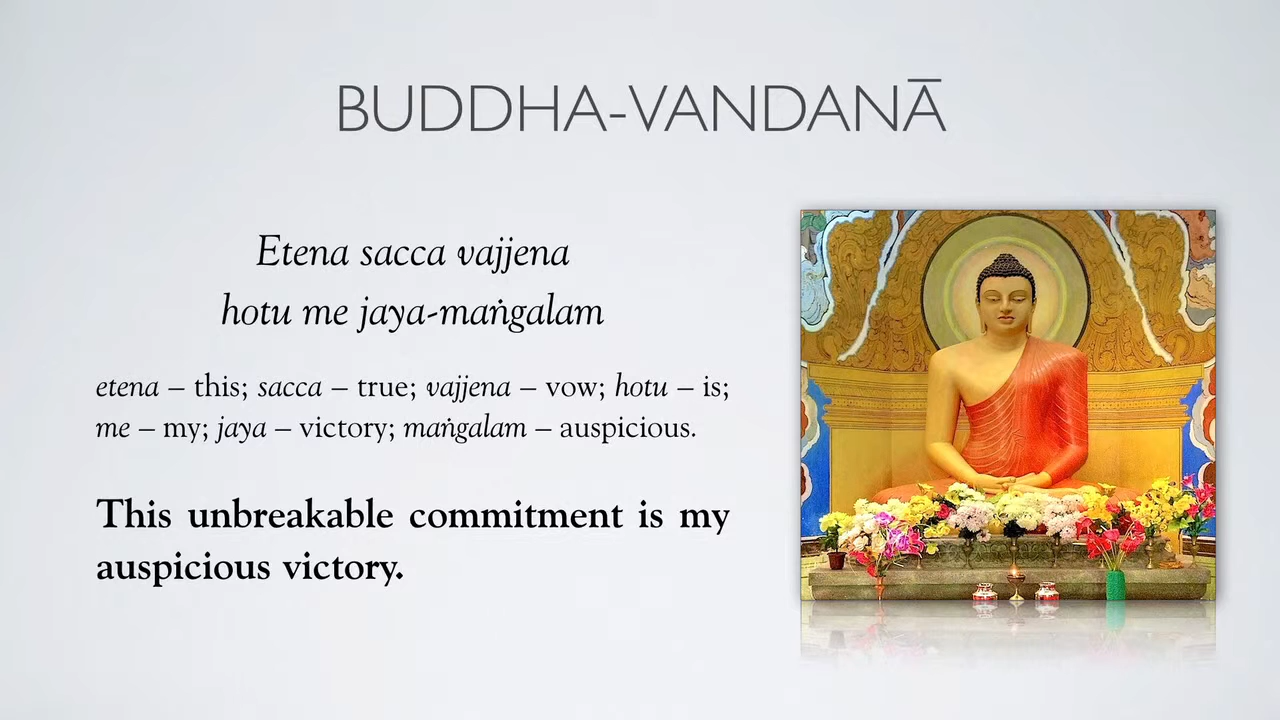 BUDDHA-VANDANĀ
Etena sacca vajjena
hotu me jaya-maṅgalam
etena – this; sacca – true; vajjena – vow; hotu – is;
me – my; jaya – victory; maṅgalam – auspicious.
This unbreakable commitment is my
auspicious victory.